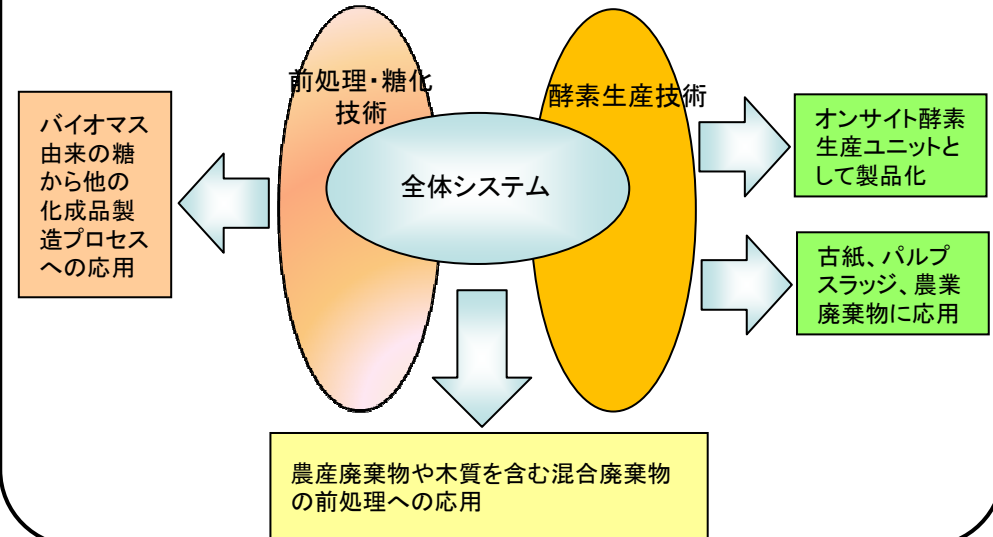 前処理・糖化
技術
酵素生産技術
全体システム
バイオマス
由来の糖
から他の
化成品製
造プロセス
への応用
オンサイト酵素
生産ユニットと
して製品化
古紙、パルプ
スラッジ、農業
廃棄物に応用
農産廃棄物や木質を含む混合廃棄物
の前処理への応用